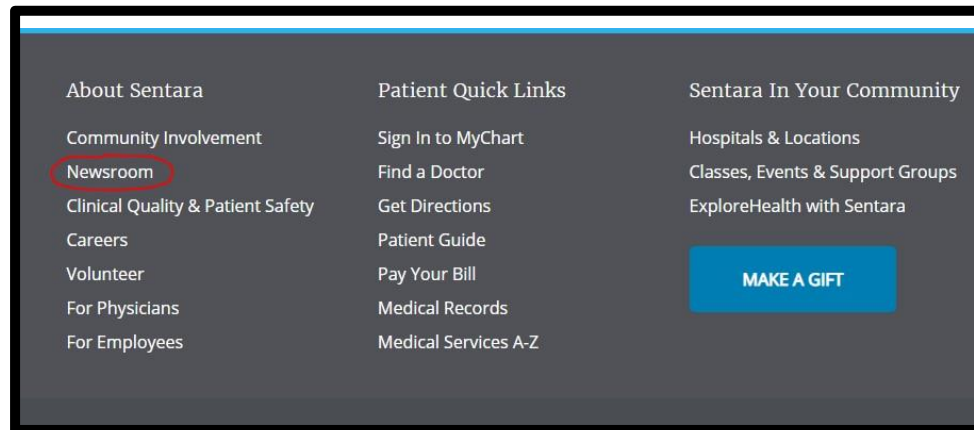 About Sentara
Community Involvement
Newsroom
Clinical Quality & Patient Safety
Careers
Volunteer
For Physicians
For Employees
Patient Quick Links
Sign In to MyChart
Find a Doctor
Get Directions
Patient Guide
Pay Your Bill
Medical Records
Medical Services A-Z
Sentara In Your Community
Hospitals & Locations
Classes, Events & Support Groups
ExploreHealth with Sentara
MAKE A GIFT